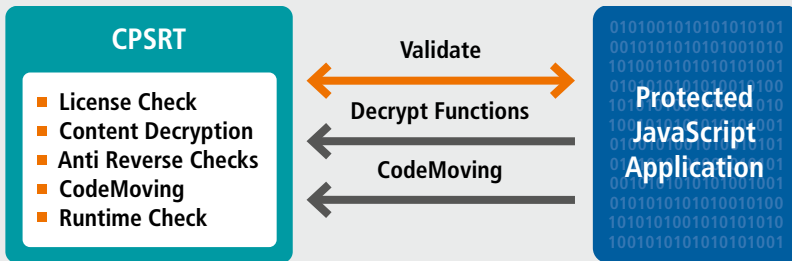 CPSRT
License Check
Content Decryption
Anti Reverse Checks
CodeMoving
Runtime Check
Validate
Decrypt Functions
CodeMoving
Protected
JavaScript
Application